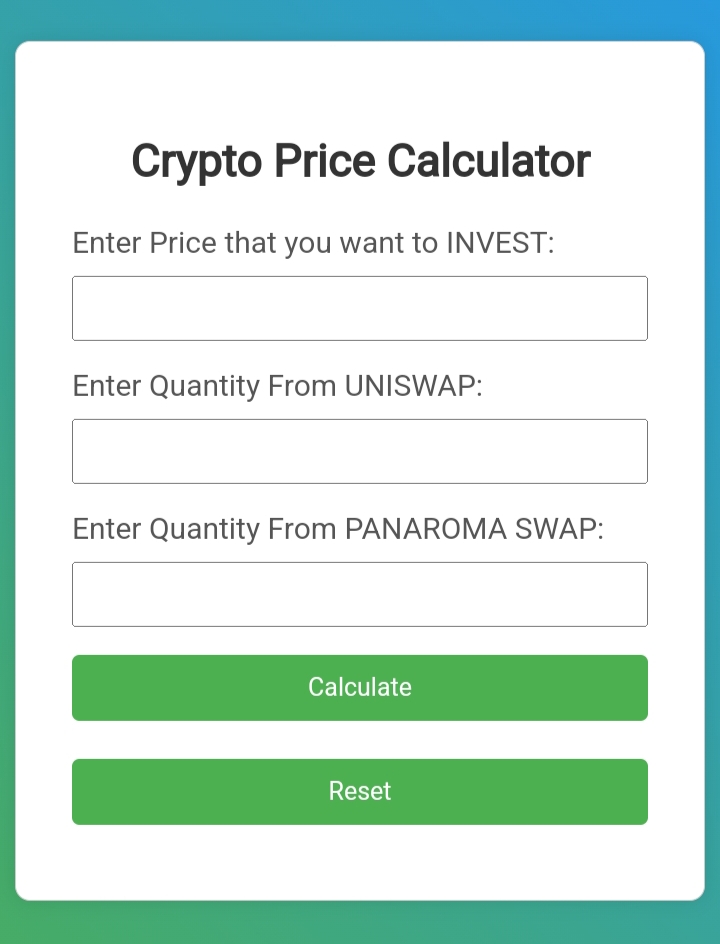 Crypto Price Calculator
Enter Price that you want to INVEST:
Enter Quantity From UNISWAP:
Enter Quantity From PANAROMA SWAP:
Calculate
Reset